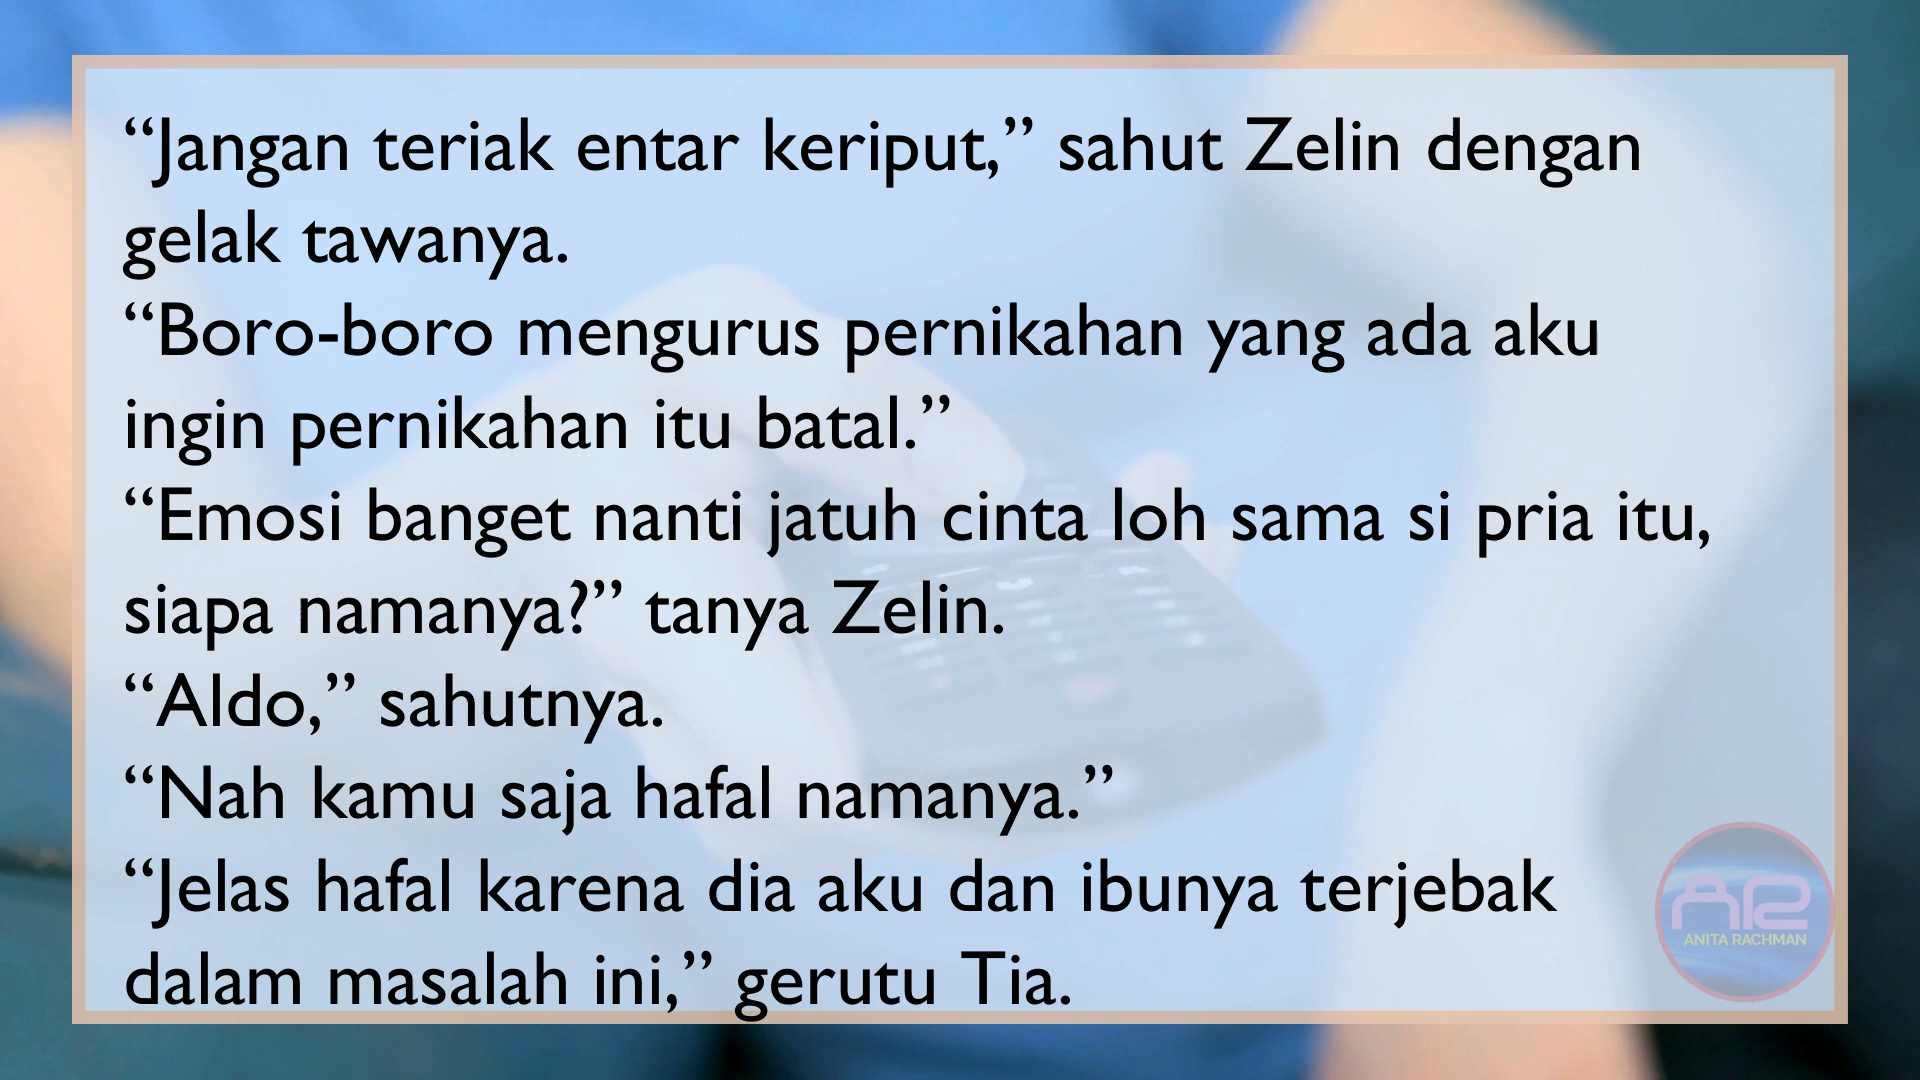 “Jangan teriak entar keriput,” sahut Zelin dengan
gelak tawanya.
“Boro-boro mengurus pernikahan yang ada aku
ingin pernikahan itu batal.”
“Emosi banget nanti jatuh cinta loh sama si pria itu,
siapa namanya?” tanya Zelin.
“Aldo,” sahutnya.
“Nah kamu saja hafal namanya.”
“Jelas hafal karena dia aku dan ibunya terjebak
dalam masalah ini,” gerutu Tia.
AR
ANITA RACHMAN